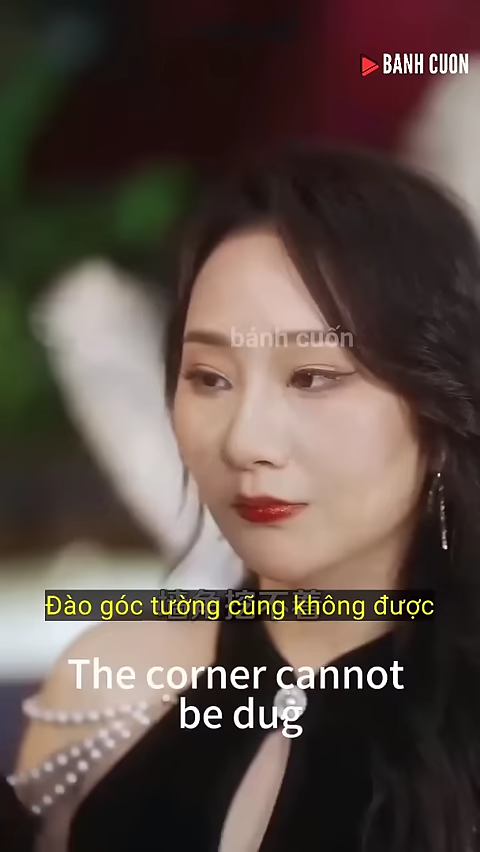 BANH CUON
bánh cuốn
Đào góc tường cũng không được
The corner cannot
be dug